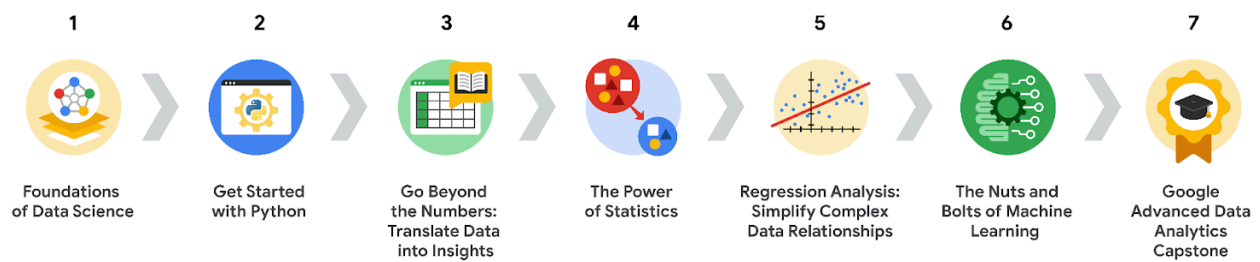 1
2
3
4
5
6
7
Foundations
of Data Science
Get Started
with Python
Go Beyond
the Numbers:
Translate Data
into Insights
The Power
of Statistics
Regression Analysis:
Simplify Complex
Data Relationships
The Nuts and
Bolts of Machine
Learning
Google
Advanced Data
Analytics
Capstone